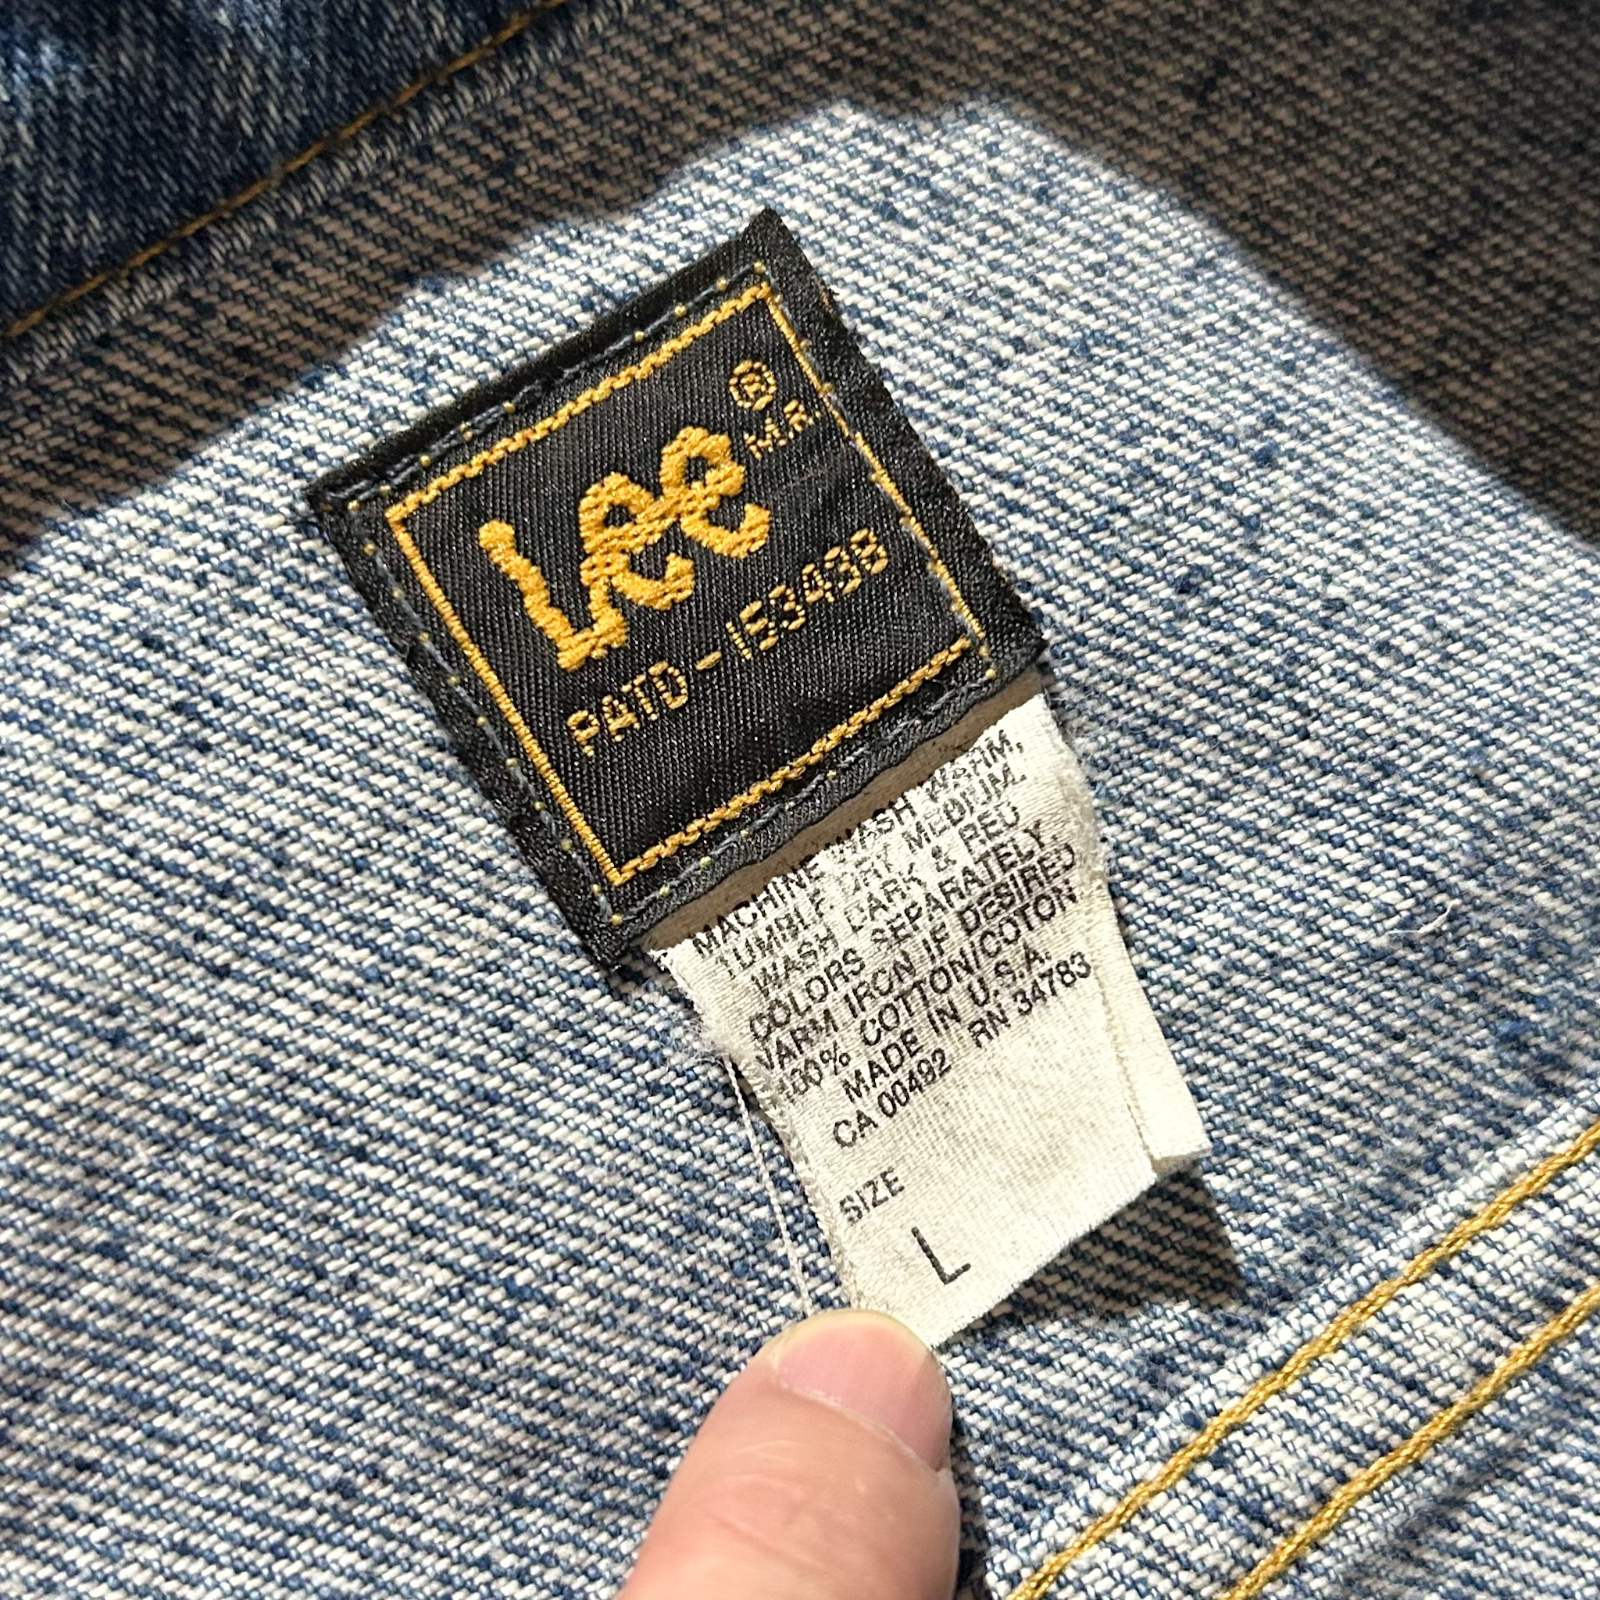 Lee ®
M.R.
PATD-153438
MACHINE WASH WARM,
TUMBLE DRY MEDIUM.
WASH DARK & RED
COLORS SEPARATELY.
WARM IRON IF DESIRED
100% COTTON/COTON
MADE IN U.S.A.
CA 00492 RN 34783
SIZE
L